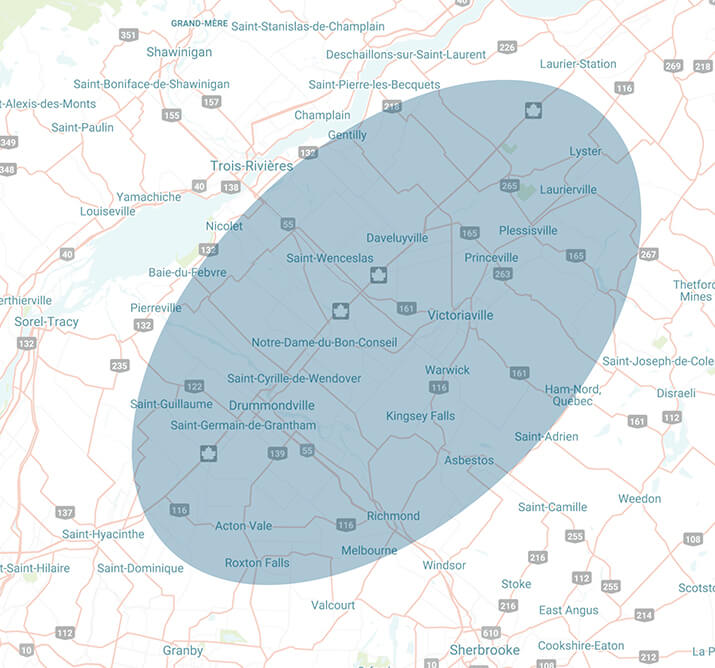 GRAND-MÈRE
Saint-Stanislas-de-Champlain
40
351
Shawinigan
226
Deschaillons-sur-Saint-Laurent
Laurier-Station
269
218
Saint-Boniface-de-Shawinigan
Saint-Pierre-les-Becquets
116
t-Alexis-des-Monts
157
218
155
Champlain
Saint-Paulin
Gentilly
349
132
Lyster
348
Trois-Rivières
40
138
265
Laurierville
Yamachiche
Louiseville
Nicolet
55
Daveluyville
165
Plessisville
132
40
Saint-Wenceslas
Princeville
165
267
Baie-du-Febvre
263
Thetford
Mines
erthierville
Pierreville
161
Victoriaville
Sorel-Tracy
132
132
Notre-Dame-du-Bon-Conseil
235
Saint-Joseph-de-Cole
Warwick
161
Saint-Cyrille-de-Wendover
122
116
Ham-Nord,
Québec
Disraeli
Saint-Guillaume
Drummondville
Kingsey Falls
161
112
Saint-Germain-de-Grantham
Saint-Adrien
139
55
Asbestos
Weedon
137
116
Richmond
Saint-Camille
Acton Vale
116
Saint-Hyacinthe
255
108
Melbourne
216
Roxton Falls
Windsor
t-Saint-Hilaire
Saint-Dominique
Stoke
112
255
Scotsto
Valcourt
216
East Angus
214
112
610
10
Granby
Sherbrooke
Cookshire-Eaton
La P
10
112
108